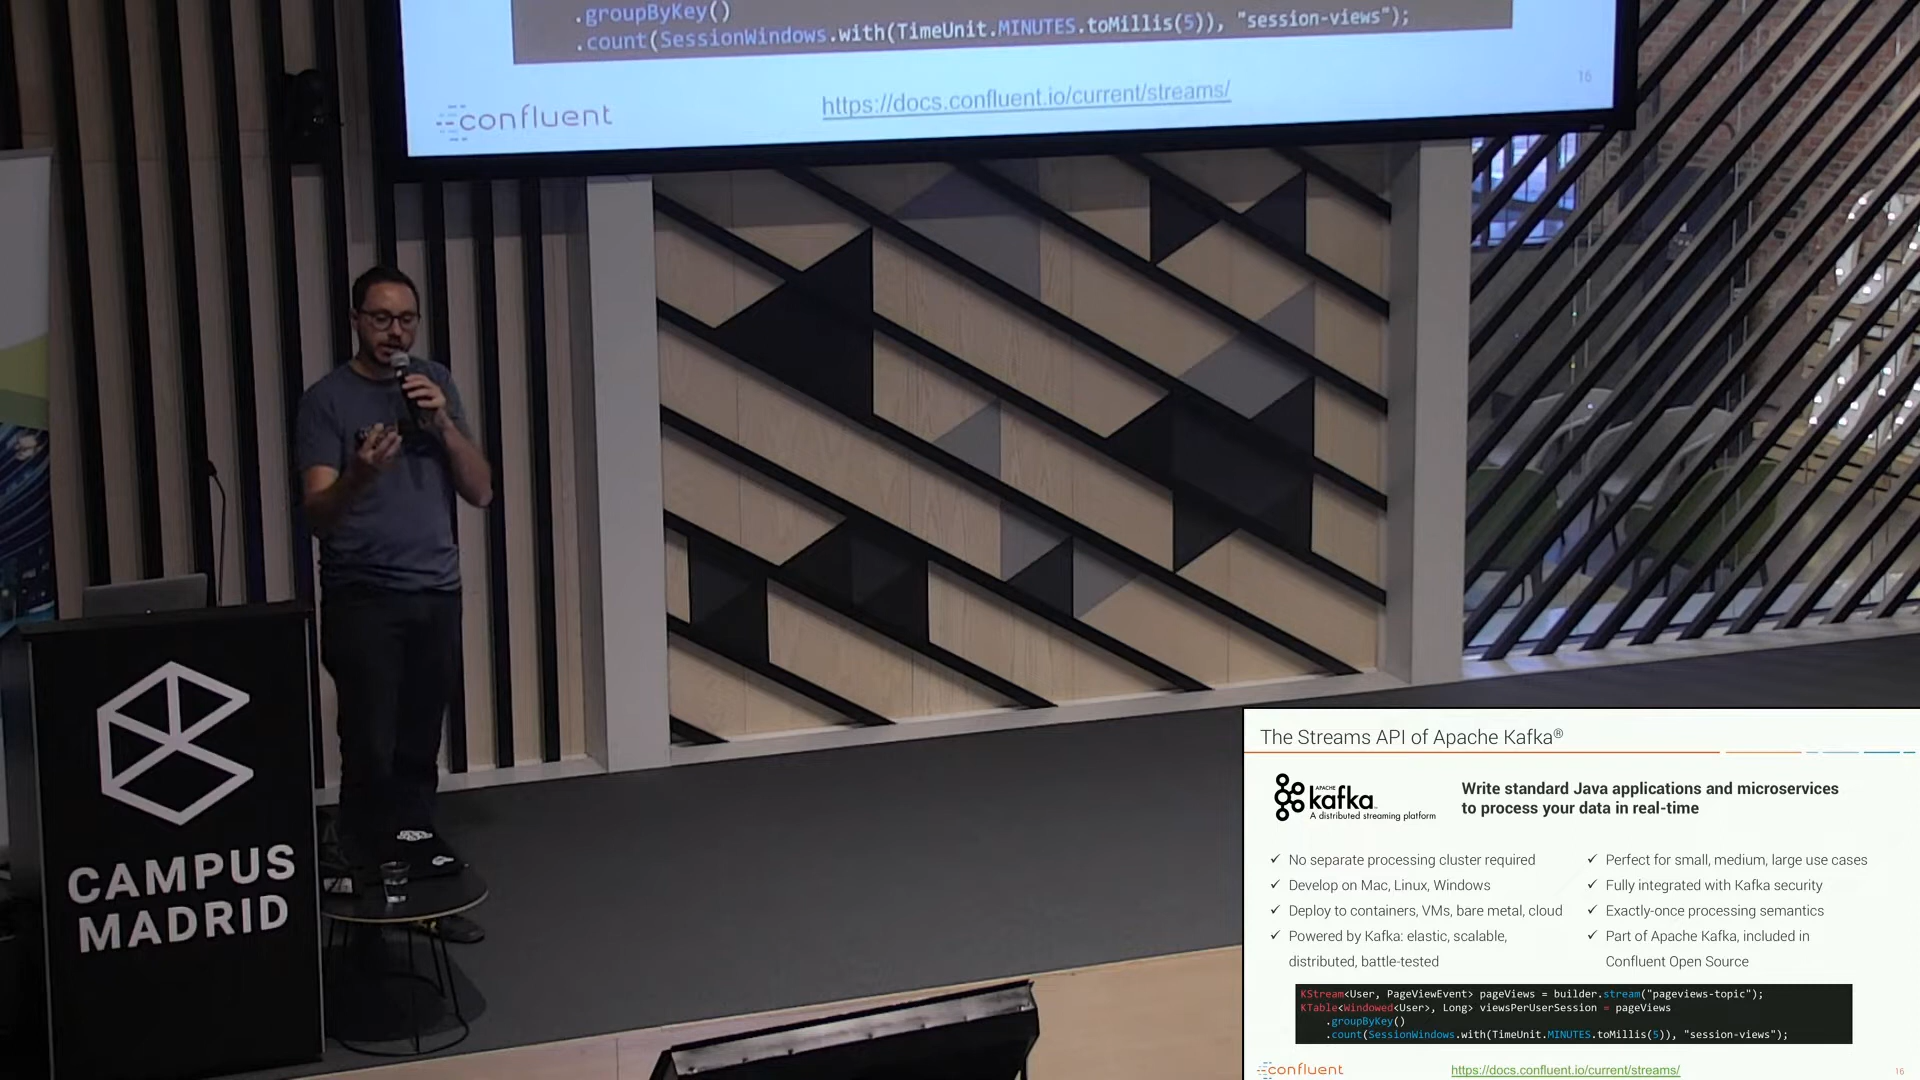 .groupByKey()
.count(SessionWindows.with(TimeUnit.MINUTES.toMillis(5)), "session-views");
16
confluent
https://docs.confluent.io/current/streams/
CAMPUS
MADRID
The Streams API of Apache Kafka®
APACHE
kafka
A distributed streaming platform
Write standard Java applications and microservices
to process your data in real-time
✓ No separate processing cluster required
✓ Develop on Mac, Linux, Windows
✓ Deploy to containers, VMs, bare metal, cloud
✓ Powered by Kafka: elastic, scalable,
distributed, battle-tested
✓ Perfect for small, medium, large use cases
✓ Fully integrated with Kafka security
✓ Exactly-once processing semantics
✓ Part of Apache Kafka, included in
Confluent Open Source
KStream<User, PageViewEvent> pageViews = builder.stream("pageviews-topic");
KTable<Windowed<User>, Long> viewsPerUserSession = pageViews
.groupByKey()
.count(SessionWindows.with(TimeUnit.MINUTES.toMillis(5)), "session-views");
confluent
https://docs.confluent.io/current/streams/
16